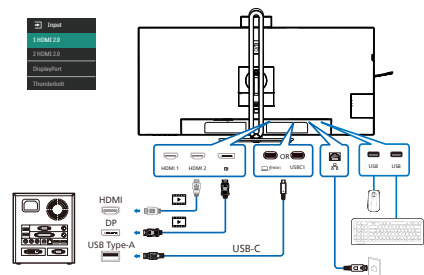 Input
1 HDMI 2.0
2 HDMI 2.0
DisplayPort
Thunderbolt
HDMI 1
HDMI 2
OR
USBC1
USB
USB
HDMI
DP
USB Type-A
USB-C